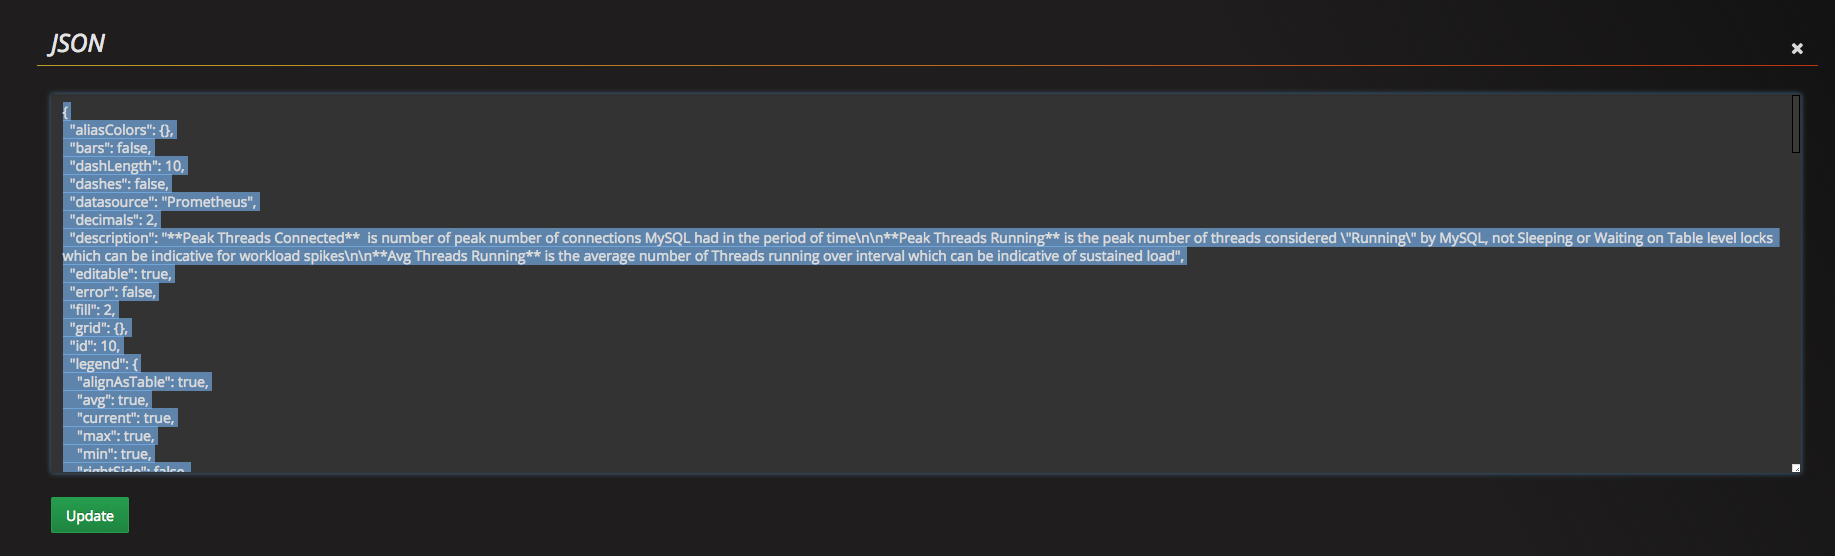 JSON
{
"aliasColors": {},
"bars": false,
"dashLength": 10,
"dashes": false,
"datasource": "Prometheus",
"decimals": 2,
"description": "**Peak Threads Connected**  is number of peak number of connections MySQL had in the period of time\n\n**Peak Threads Running** is the peak number of threads considered \"Running\" by MySQL, not Sleeping or Waiting on Table level locks
which can be indicative for workload spikes\n\n**Avg Threads Running** is the average number of Threads running over interval which can be indicative of sustained load",
"editable": true,
"error": false,
"fill": 2,
"grid": {},
"id": 10,
"legend": {
"alignAsTable": true,
"avg": true,
"current": true,
"max": true,
"min": true,
"rightSide": false,
Update